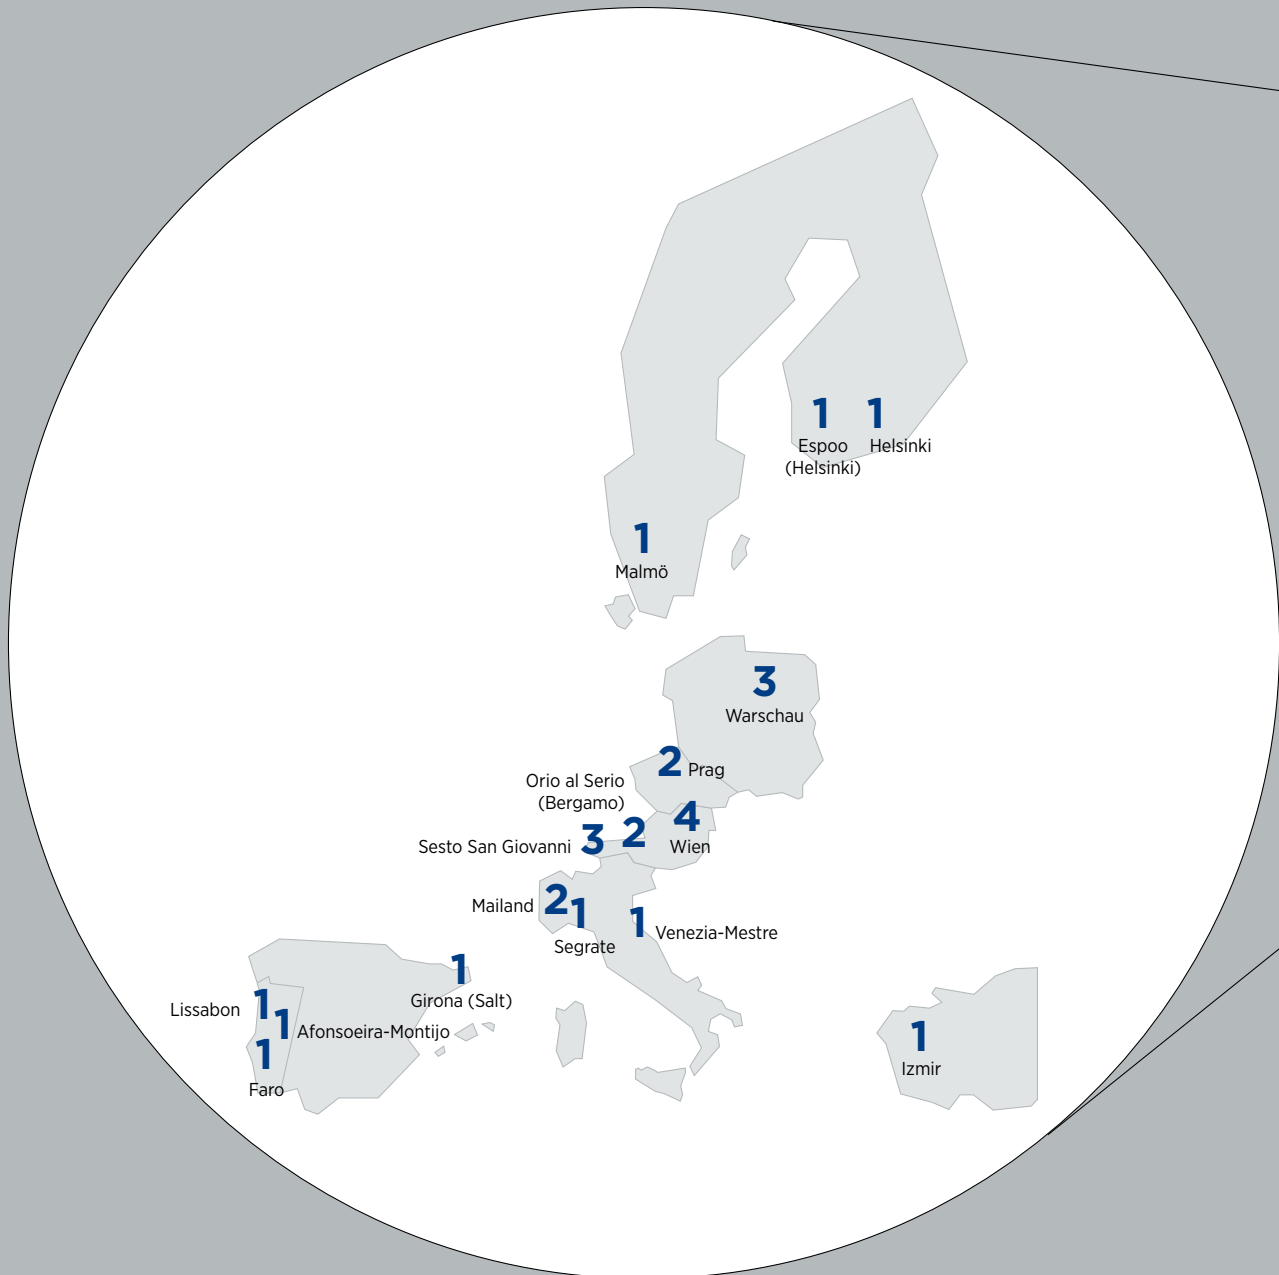 1 1
Espoo Helsinki
(Helsinki)
1
Malmö
3
Warschau
2 Prag
Orio al Serio
(Bergamo)
2
4
Wien
Sesto San Giovanni 3
Mailand 2
1
Segrate
1 Venezia-Mestre
1
Girona (Salt)
Lissabon 1
1 Afonsoeira-Montijo
1
Faro
1
Izmir